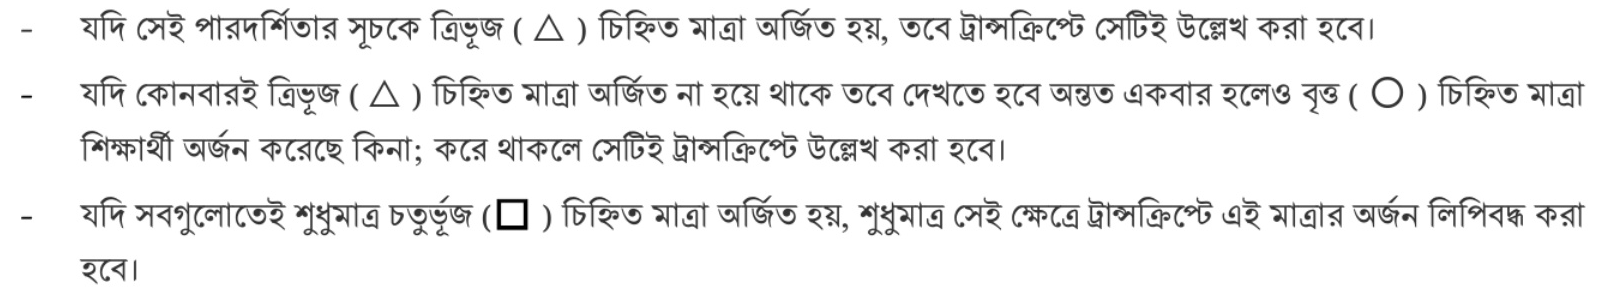 - যদি সেই পারদর্শিতার সূচকে ত্রিভূজ ( △ ) চিহ্নিত মাত্রা অর্জিত হয়, তবে ট্রান্সক্রিপ্টে সেটিই উল্লেখ করা হবে।
- যদি কোনবারই ত্রিভূজ ( △ ) চিহ্নিত মাত্রা অর্জিত না হয়ে থাকে তবে দেখতে হবে অন্তত একবার হলেও বৃত্ত ( ○ ) চিহ্নিত মাত্রা
শিক্ষার্থী অর্জন করেছে কিনা; করে থাকলে সেটিই ট্রান্সক্রিপ্টে উল্লেখ করা হবে।
- যদি সবগুলোতেই শুধুমাত্র চতুর্ভূজ (□ ) চিহ্নিত মাত্রা অর্জিত হয়, শুধুমাত্র সেই ক্ষেত্রে ট্রান্সক্রিপ্টে এই মাত্রার অর্জন লিপিবদ্ধ করা
হবে।